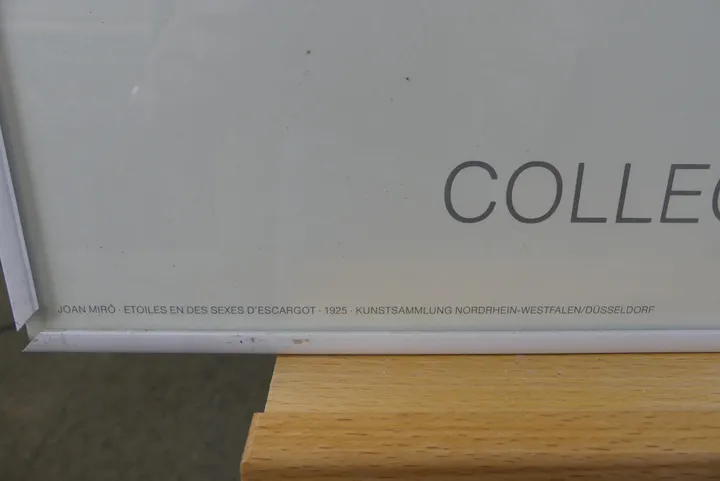 COLLEC
JOAN MIRÓ · ETOILES EN DES SEXES D'ESCARGOT · 1925 · KUNSTSAMMLUNG NORDRHEIN-WESTFALEN/DÜSSELDORF